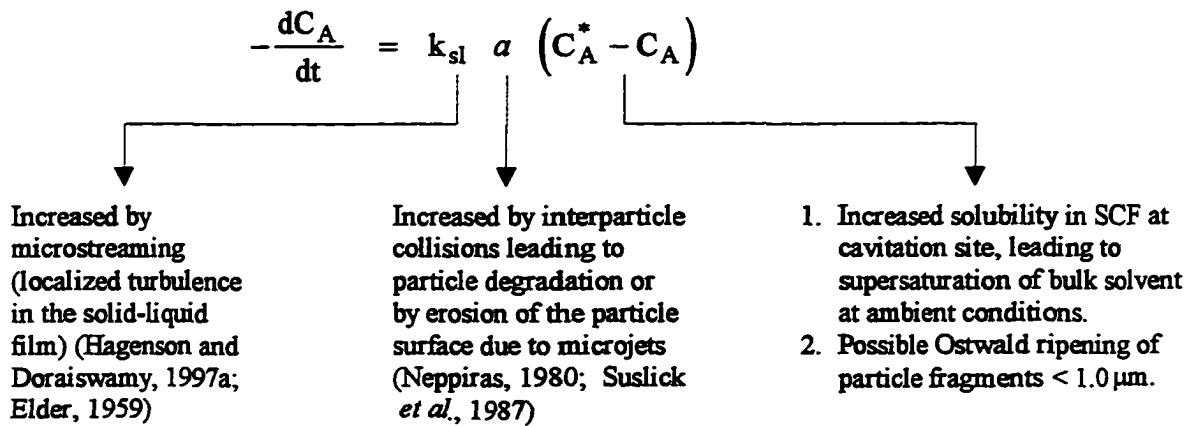 -dC_A/dt = k_sl a (C*_A - C_A)
Increased by
microstreaming
(localized turbulence
in the solid-liquid
film) (Hagenson and
Doraiswamy, 1997a;
Elder, 1959)
Increased by interparticle
collisions leading to
particle degradation or
by erosion of the particle
surface due to microjets
(Neppiras, 1980; Suslick
et al., 1987)
1. Increased solubility in SCF at
cavitation site, leading to
supersaturation of bulk solvent
at ambient conditions.
2. Possible Ostwald ripening of
particle fragments < 1.0 μm.